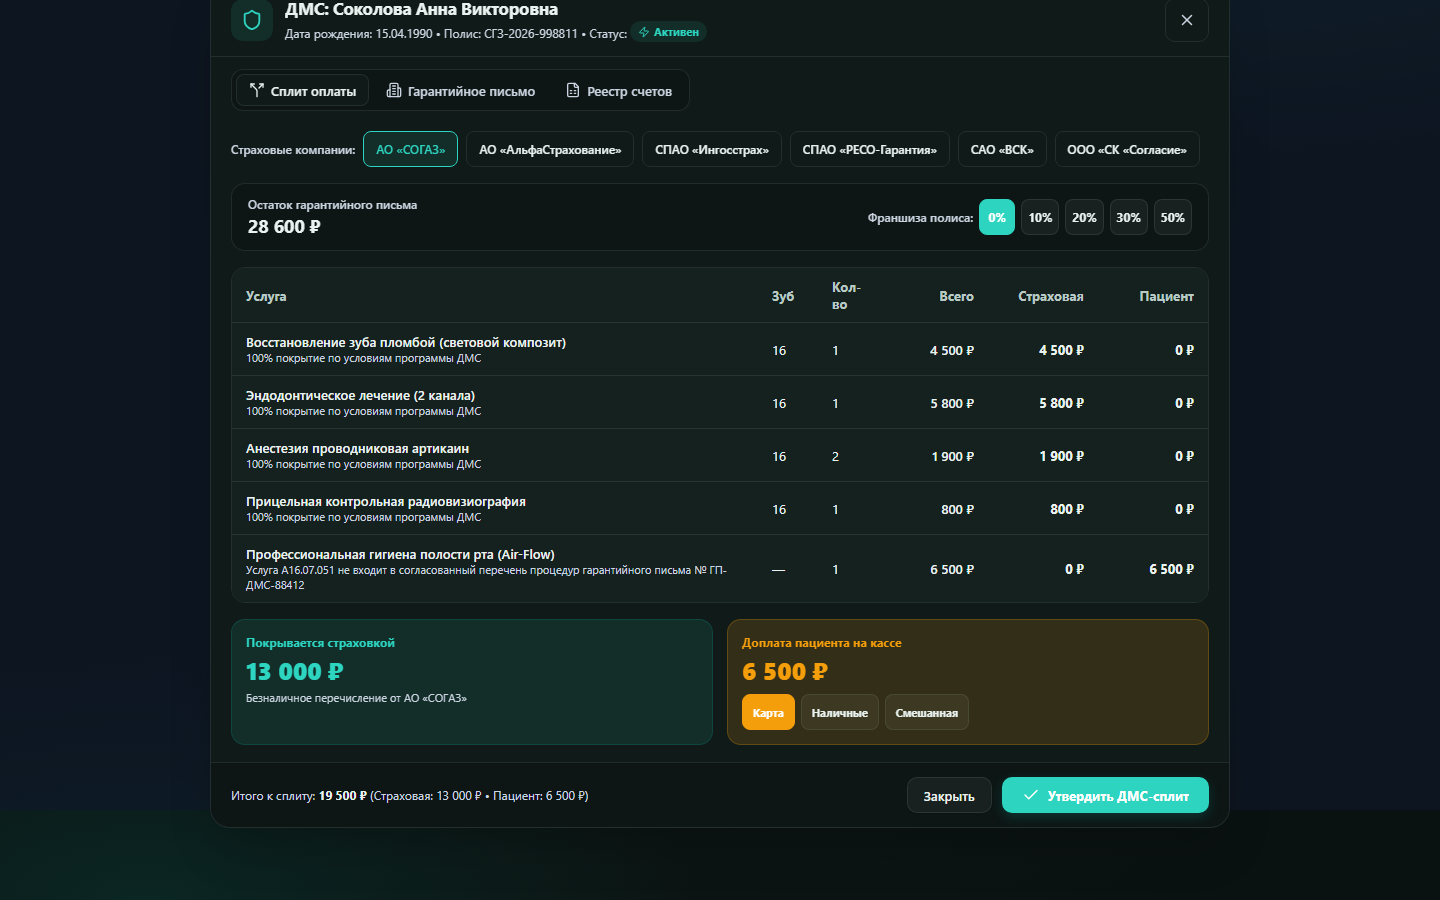 ДМС: Соколова Анна Викторовна
Дата рождения: 15.04.1990 • Полис: СГЗ-2026-998811 • Статус: Активен
Сплит оплаты Гарантийное письмо Реестр счетов
Страховые компании: АО «СОГАЗ» АО «АльфаСтрахование» СПАО «Ингосстрах» СПАО «РЕСО-Гарантия» САО «ВСК» ООО «СК «Согласие»
Остаток гарантийного письма
28 600 ₽
Франшиза полиса: 0% 10% 20% 30% 50%
Услуга Зуб Кол-во Всего Страховая Пациент
Восстановление зуба пломбой (световой композит)
100% покрытие по условиям программы ДМС
16 1 4 500 ₽ 4 500 ₽ 0 ₽
Эндодонтическое лечение (2 канала)
100% покрытие по условиям программы ДМС
16 1 5 800 ₽ 5 800 ₽ 0 ₽
Анестезия проводниковая артикаин
100% покрытие по условиям программы ДМС
16 2 1 900 ₽ 1 900 ₽ 0 ₽
Прицельная контрольная радиовизиография
100% покрытие по условиям программы ДМС
16 1 800 ₽ 800 ₽ 0 ₽
Профессиональная гигиена полости рта (Air-Flow)
Услуга A16.07.051 не входит в согласованный перечень процедур гарантийного письма № ГП-
ДМС-88412
— 1 6 500 ₽ 0 ₽ 6 500 ₽
Покрывается страховкой
13 000 ₽
Безналичное перечисление от АО «СОГАЗ»
Доплата пациента на кассе
6 500 ₽
Карта Наличные Смешанная
Итого к сплиту: 19 500 ₽ (Страховая: 13 000 ₽ • Пациент: 6 500 ₽)
Закрыть Утвердить ДМС-сплит